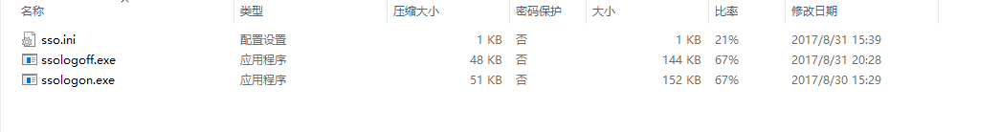 名称 类型 压缩大小 密码保护 大小 比率 修改日期
sso.ini 配置设置 1 KB 否 1 KB 21% 2017/8/31 15:39
ssologoff.exe 应用程序 48 KB 否 144 KB 67% 2017/8/31 20:28
ssologon.exe 应用程序 51 KB 否 152 KB 67% 2017/8/30 15:29